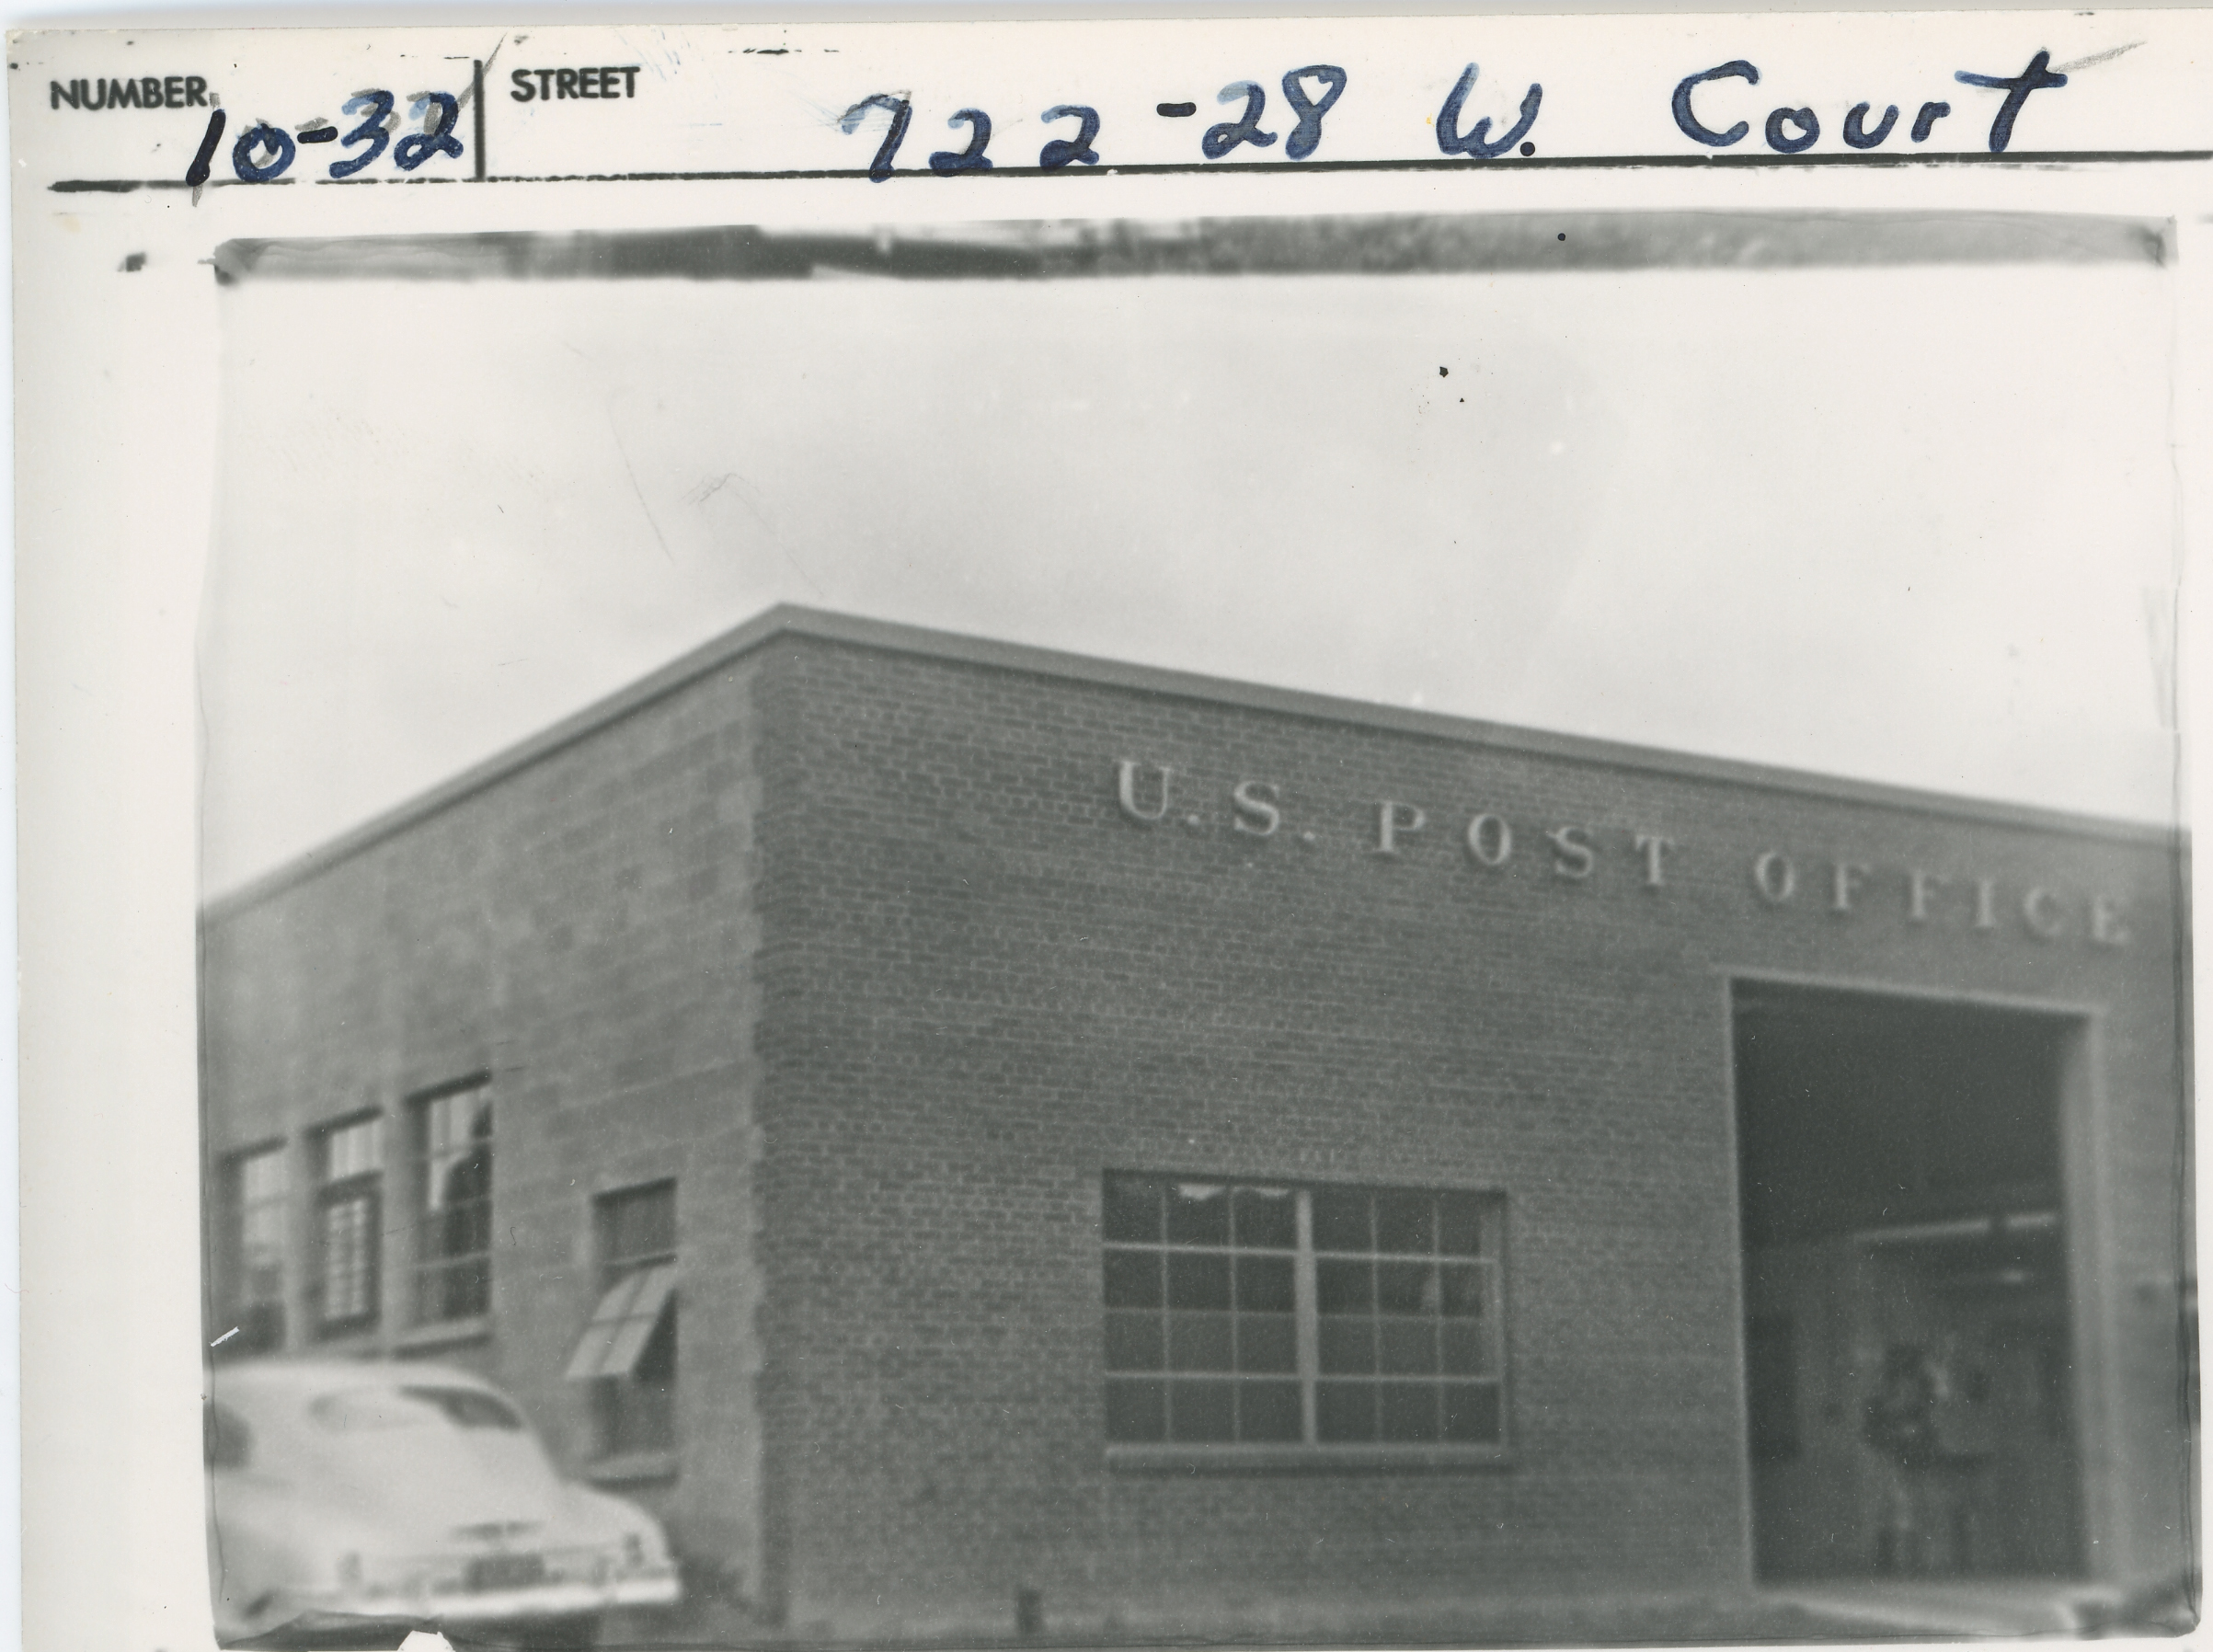 NUMBER 10-32 STREET 722-28 W. Court
U.S. POST OFFICE